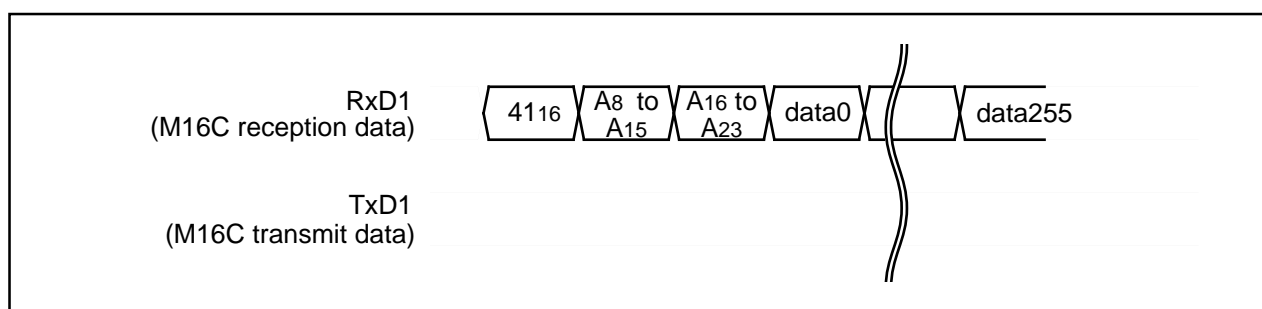 RxD1
(M16C reception data)
4116
A8 to
A15
A16 to
A23
data0
data255
TxD1
(M16C transmit data)